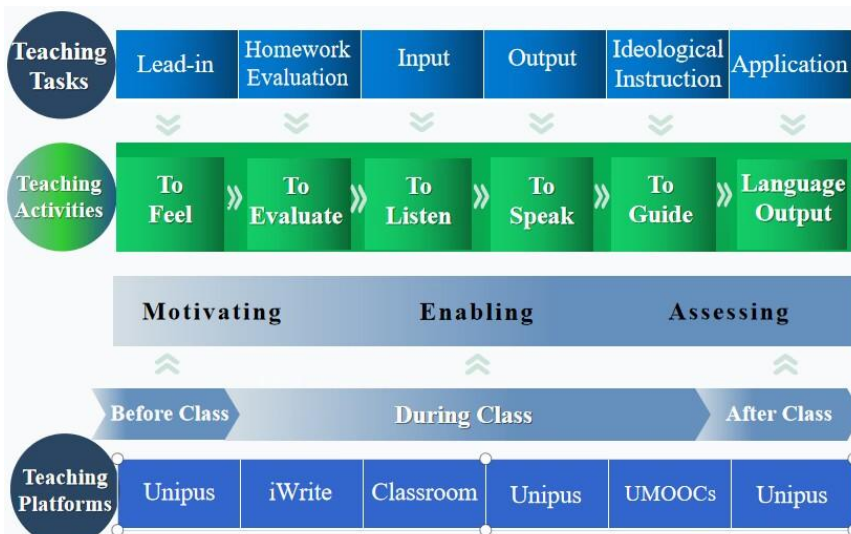 Teaching
Tasks
Lead-in
Homework
Evaluation
Input
Output
Ideological
Instruction
Application
Teaching
Activities
To
Feel
To
Evaluate
To
Listen
To
Speak
To
Guide
Language
Output
Motivating
Enabling
Assessing
Before Class
During Class
After Class
Teaching
Platforms
Unipus
iWrite
Classroom
Unipus
UMOOCs
Unipus